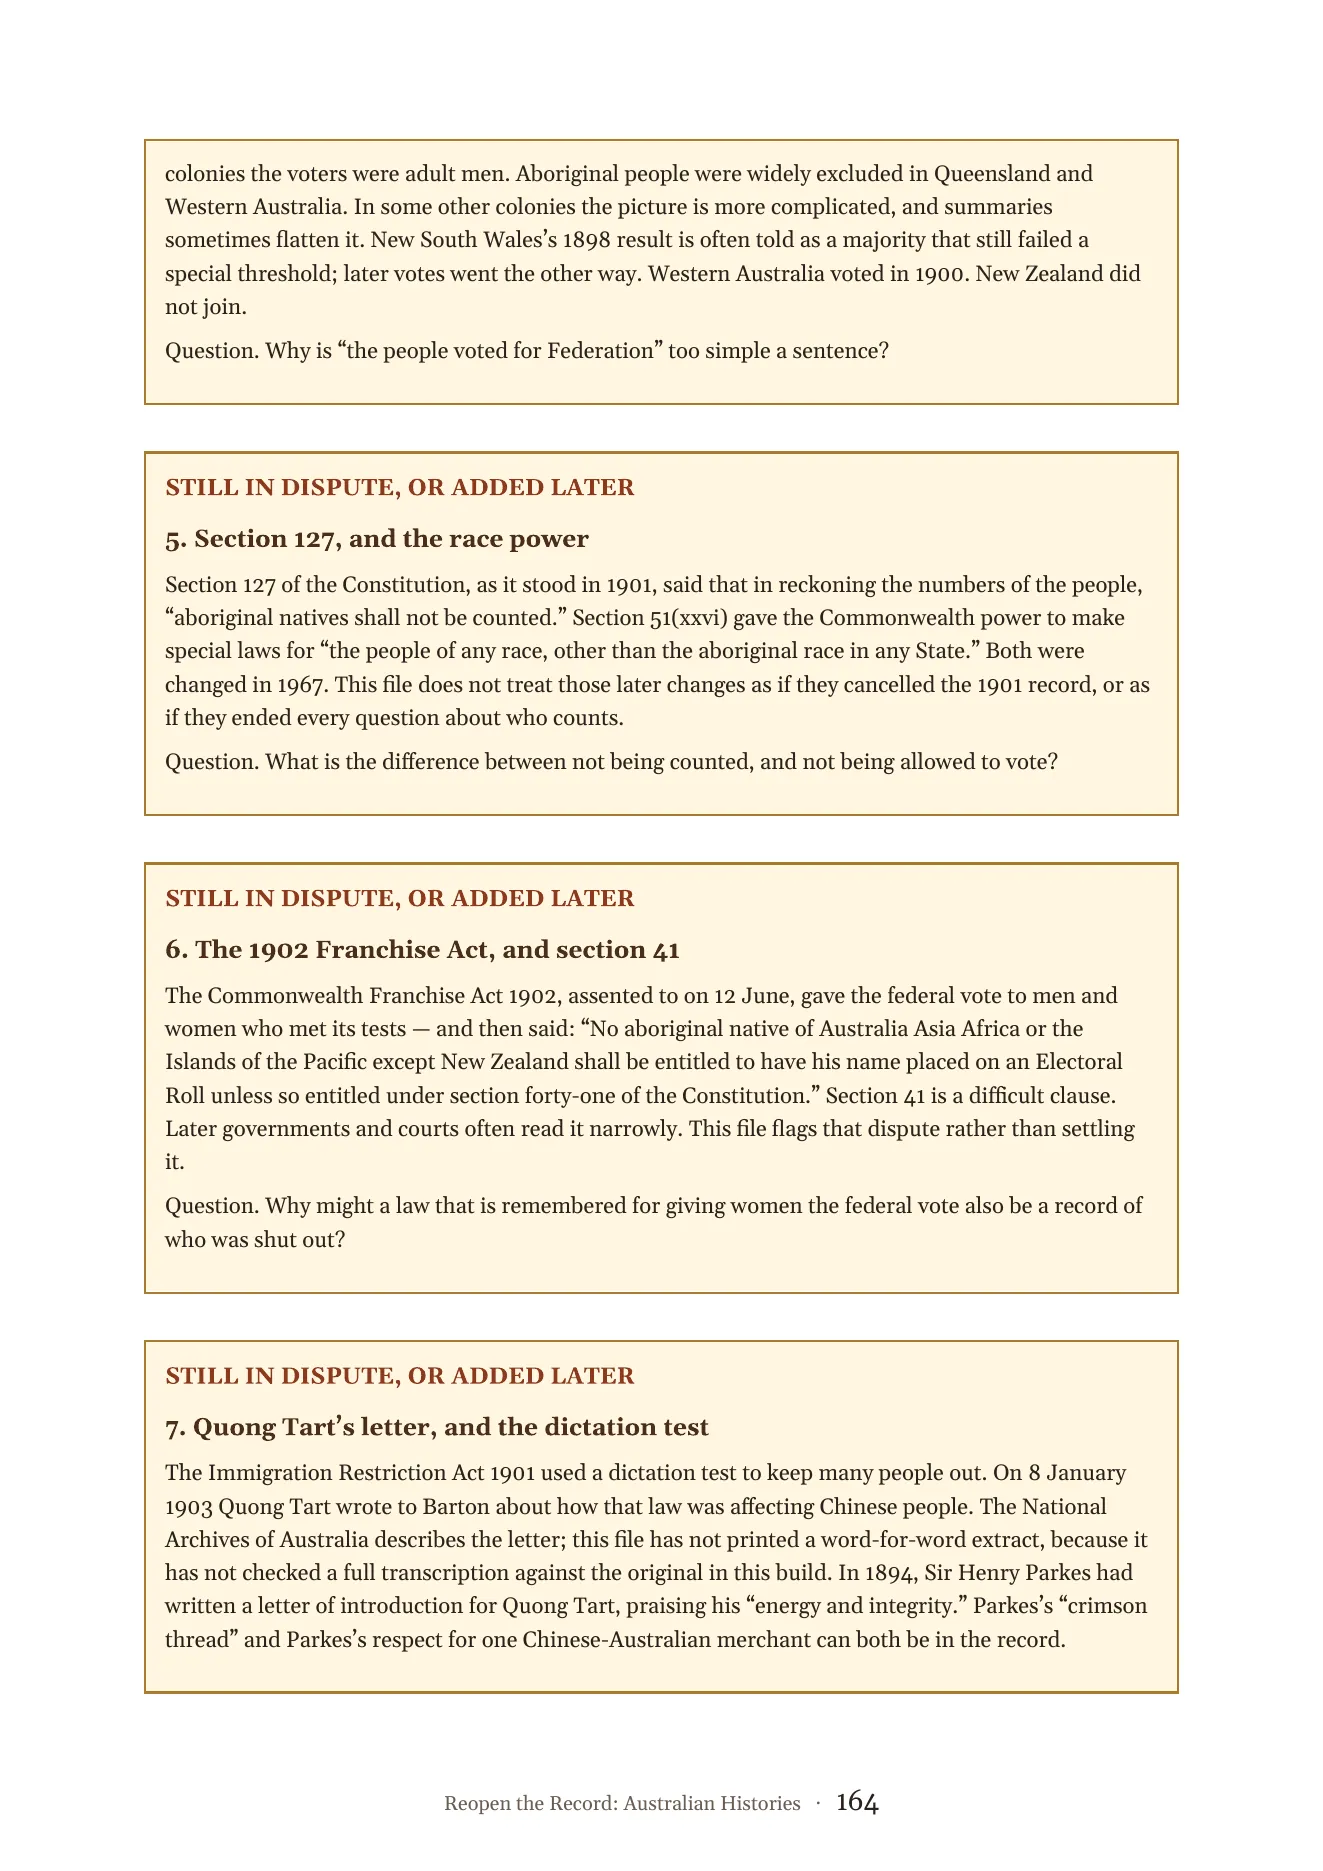 colonies the voters were adult men. Aboriginal people were widely excluded in Queensland and
Western Australia. In some other colonies the picture is more complicated, and summaries
sometimes flatten it. New South Wales’s 1898 result is often told as a majority that still failed a
special threshold; later votes went the other way. Western Australia voted in 1900. New Zealand did
not join.
Question. Why is “the people voted for Federation” too simple a sentence?
STILL IN DISPUTE, OR ADDED LATER
5. Section 127, and the race power
Section 127 of the Constitution, as it stood in 1901, said that in reckoning the numbers of the people,
“aboriginal natives shall not be counted.” Section 51(xxvi) gave the Commonwealth power to make
special laws for “the people of any race, other than the aboriginal race in any State.” Both were
changed in 1967. This file does not treat those later changes as if they cancelled the 1901 record, or as
if they ended every question about who counts.
Question. What is the difference between not being counted, and not being allowed to vote?
STILL IN DISPUTE, OR ADDED LATER
6. The 1902 Franchise Act, and section 41
The Commonwealth Franchise Act 1902, assented to on 12 June, gave the federal vote to men and
women who met its tests — and then said: “No aboriginal native of Australia Asia Africa or the
Islands of the Pacific except New Zealand shall be entitled to have his name placed on an Electoral
Roll unless so entitled under section forty-one of the Constitution.” Section 41 is a difficult clause.
Later governments and courts often read it narrowly. This file flags that dispute rather than settling
it.
Question. Why might a law that is remembered for giving women the federal vote also be a record of
who was shut out?
STILL IN DISPUTE, OR ADDED LATER
7. Quong Tart’s letter, and the dictation test
The Immigration Restriction Act 1901 used a dictation test to keep many people out. On 8 January
1903 Quong Tart wrote to Barton about how that law was affecting Chinese people. The National
Archives of Australia describes the letter; this file has not printed a word-for-word extract, because it
has not checked a full transcription against the original in this build. In 1894, Sir Henry Parkes had
written a letter of introduction for Quong Tart, praising his “energy and integrity.” Parkes’s “crimson
thread” and Parkes’s respect for one Chinese-Australian merchant can both be in the record.
Reopen the Record: Australian Histories · 164